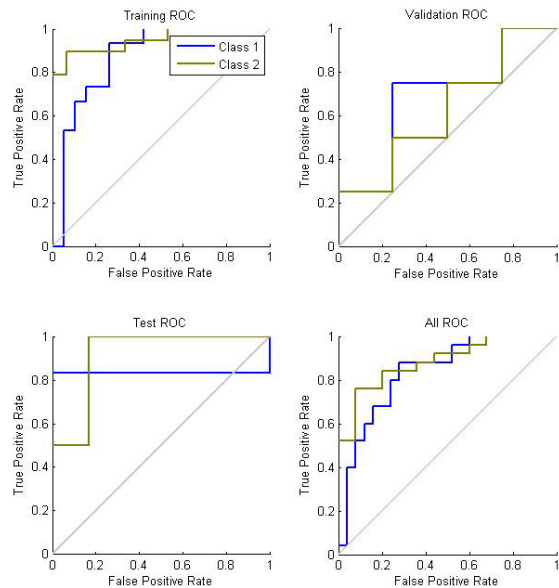 Training ROC
1
0.8
0.6
0.4
0.2
0
True Positive Rate
Class 1
Class 2
0 0.2 0.4 0.6 0.8 1
False Positive Rate
Validation ROC
1
0.8
0.6
0.4
0.2
0
True Positive Rate
0 0.2 0.4 0.6 0.8 1
False Positive Rate
Test ROC
1
0.8
0.6
0.4
0.2
0
True Positive Rate
0 0.2 0.4 0.6 0.8 1
False Positive Rate
All ROC
1
0.8
0.6
0.4
0.2
0
True Positive Rate
0 0.2 0.4 0.6 0.8 1
False Positive Rate